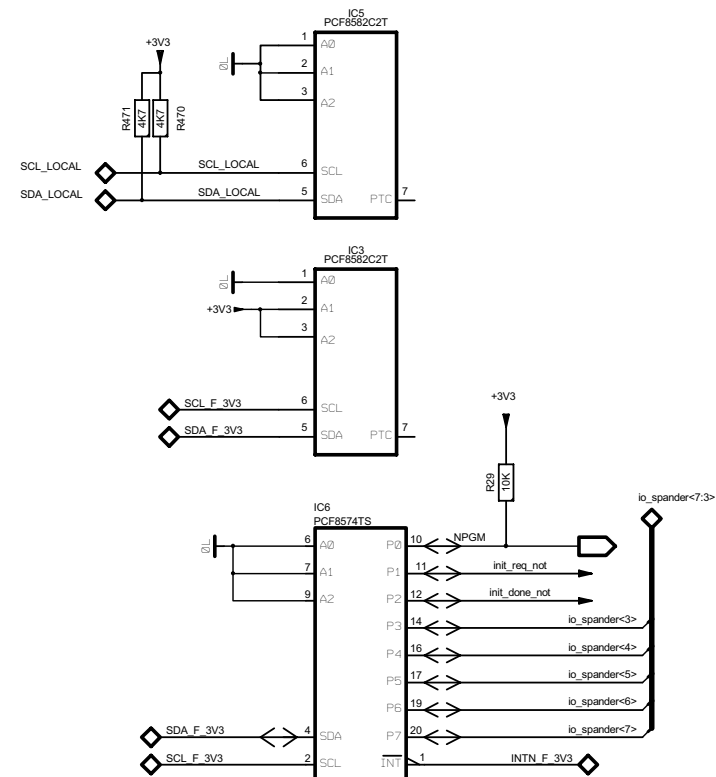 IC5
PCF8582C2T
+3V3
0L
1 A0
2 A1
3 A2
R471 4K7 4K7 R470
SCL_LOCAL SCL_LOCAL 6 SCL
SDA_LOCAL SDA_LOCAL 5 SDA PTC 7
IC3
PCF8582C2T
0L 1 A0
+3V3 2 A1
3 A2
SCL_F_3V3 6 SCL
SDA_F_3V3 5 SDA PTC 7
+3V3
R29 10K
io_spander<7:3>
IC6
PCF8574TS
0L 6 A0 P0 10 NPGM
7 A1 P1 11 init_req_not
9 A2 P2 12 init_done_not
P3 14 io_spander<3>
P4 16 io_spander<4>
P5 17 io_spander<5>
P6 19 io_spander<6>
SDA_F_3V3 4 SDA P7 20 io_spander<7>
SCL_F_3V3 2 SCL INT 1 INTN_F_3V3